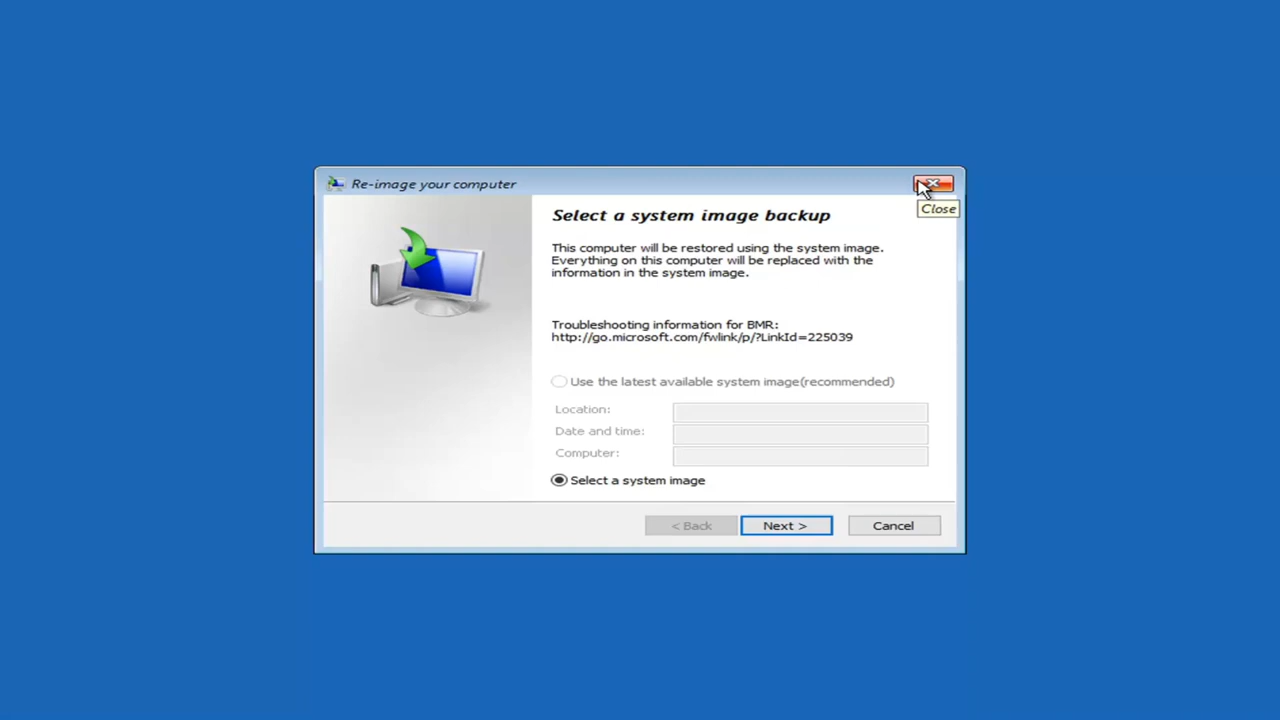 Re-image your computer
Close
Select a system image backup
This computer will be restored using the system image.
Everything on this computer will be replaced with the
information in the system image.
Troubleshooting information for BMR:
http://go.microsoft.com/fwlink/p/?LinkId=225039
Use the latest available system image(recommended)
Location:
Date and time:
Computer:
Select a system image
< Back
Next >
Cancel